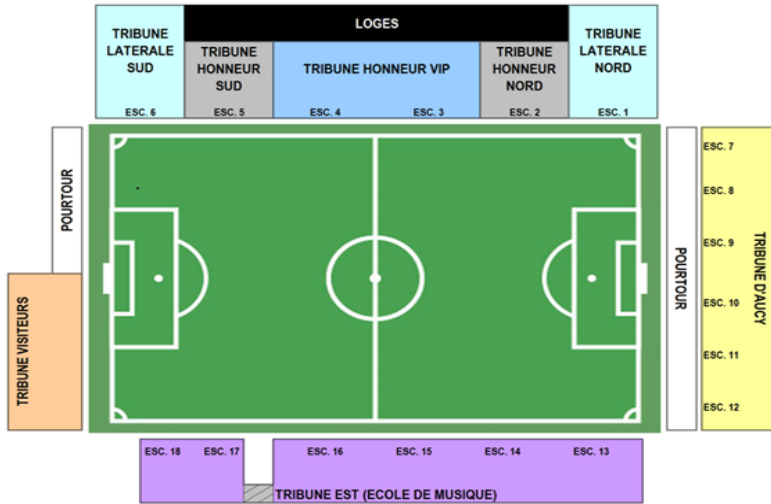 LOGES
TRIBUNE
LATERALE
SUD
TRIBUNE
HONNEUR
SUD
TRIBUNE HONNEUR VIP
TRIBUNE
HONNEUR
NORD
TRIBUNE
LATERALE
NORD
ESC. 6
ESC. 5
ESC. 4
ESC. 3
ESC. 2
ESC. 1
POURTOUR
TRIBUNE VISITEURS
POURTOUR
ESC. 7
ESC. 8
ESC. 9
ESC. 10
ESC. 11
ESC. 12
TRIBUNE D'AUCY
ESC. 18
ESC. 17
ESC. 16
ESC. 15
ESC. 14
ESC. 13
TRIBUNE EST (ECOLE DE MUSIQUE)